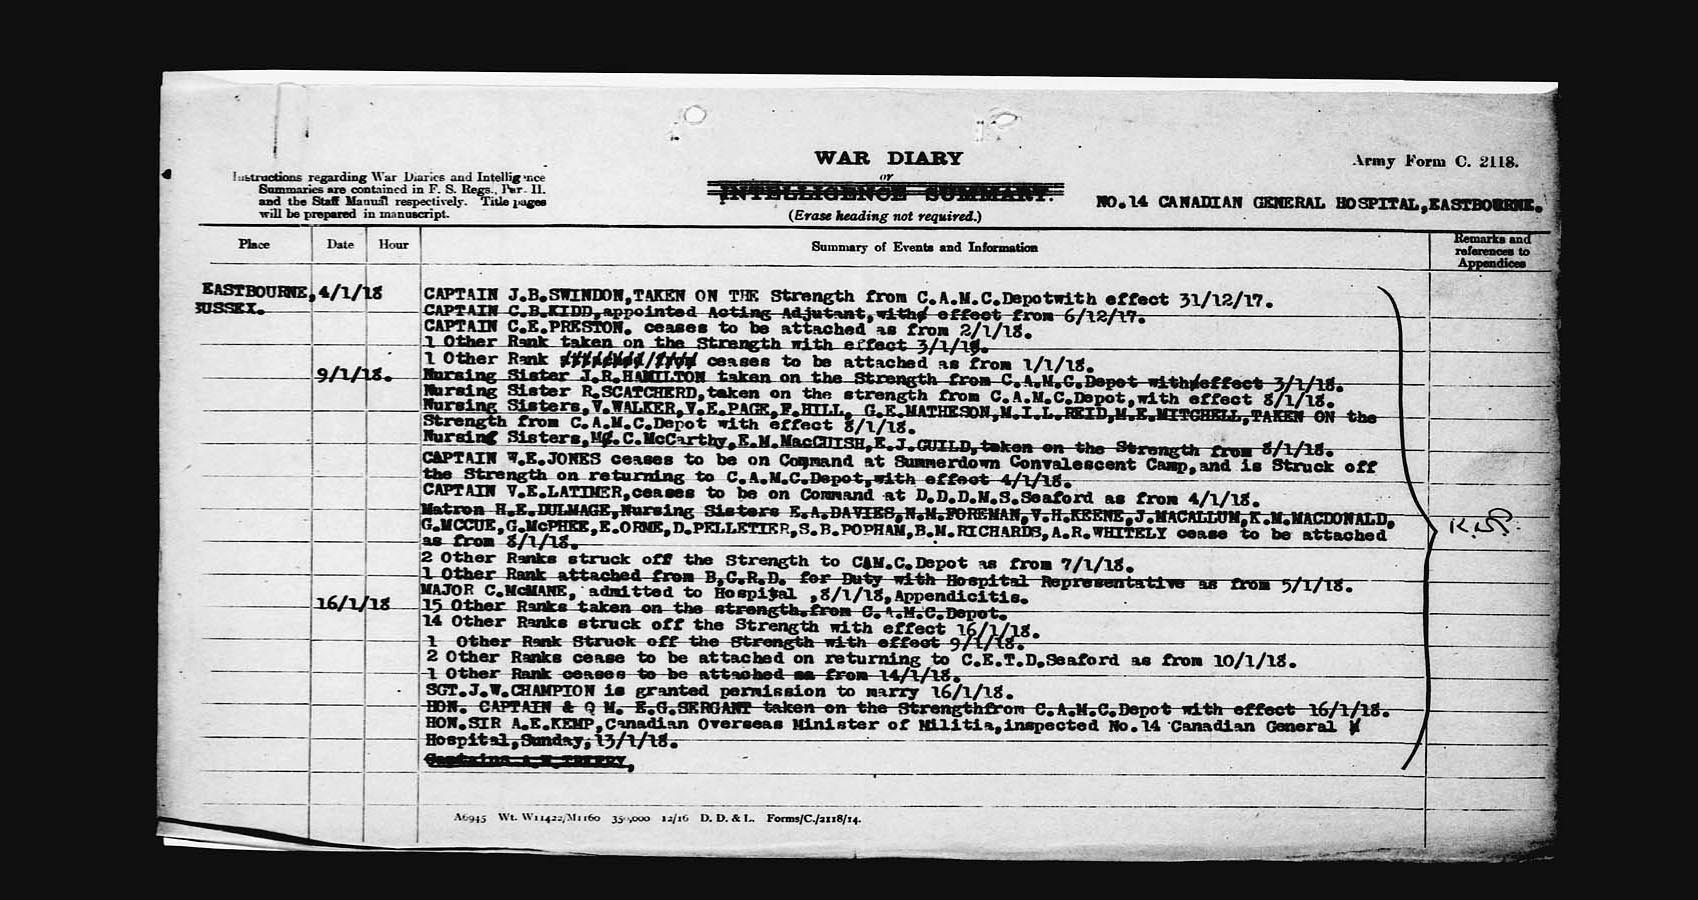 WAR DIARY
or
INTELLIGENCE SUMMARY.
(Erase heading not required.)
Army Form C. 2118.
Instructions regarding War Diaries and Intelligence
Summaries are contained in F. S. Regs., Par. II.
and the Staff Manual respectively. Title pages
will be prepared in manuscript.
NO.14 CANADIAN GENERAL HOSPITAL,EASTBOURNE.
Place Date Hour Summary of Events and Information Remarks and
references to
Appendices
EASTBOURNE, 4/1/18 CAPTAIN J.B.SWINDON,TAKEN ON THE Strength from C.A.M.C.Depotwith effect 31/12/17.
SUSSEX. CAPTAIN C.B.KIDD,appointed Acting Adjutant,with effect from 6/12/17.
CAPTAIN C.E.PRESTON. ceases to be attached as from 2/1/18.
1 Other Rank taken on the Strength with effect 3/1/18.
1 Other Rank ceases to be attached as from 1/1/18.
9/1/18. Nursing Sister J.R.HAMILTON taken on the Strength from C.A.M.C.Depot with effect 3/1/18.
Nursing Sister R.SCATCHERD,taken on the strength from C.A.M.C.Depot,with effect 8/1/18.
Nursing Sisters,V.WALKER,V.E.PAGE,F.HILL, G.E.MATHESON,M.I.L.REID,M.E.MITCHELL,TAKEN ON the
Strength from C.A.M.C.Depot with effect 8/1/18.
Nursing Sisters, C.McCarthy,E.M.MacCUISH,E.J.GUILD,taken on the Strength from 8/1/18.
CAPTAIN W.E.JONES ceases to be on Command at Summerdown Convalescent Camp,and is Struck off
the Strength on returning to C.A.M.C.Depot,with effect 4/1/18.
CAPTAIN V.E.LATIMER,ceases to be on Command at D.D.D.M.S.Seaford as from 4/1/18.
Matron H.E.DULMAGE,Nursing Sisters E.A.DAVIES,N.M.FOREMAN,V.H.KEENE,J.MACALLUM,K.M.MACDONALD,
G.MCCUE,G.McPHEE,E.ORME,D.PELLETIER,S.B.POPHAM,B.M.RICHARDS,A.R.WHITELY cease to be attached
as from 8/1/18.
2 Other Ranks struck off the Strength to CAM.C.Depot as from 7/1/18.
1 Other Rank attached from B.C.R.D. for Duty with Hospital Representative as from 5/1/18.
MAJOR C.McMANE, admitted to Hospital ,8/1/18,Appendicitis.
16/1/18 15 Other Ranks taken on the strength.from C.A.M.C.Depot.
14 Other Ranks struck off the Strength with effect 16/1/18.
1 Other Rank Struck off the Strength with effect 9/1/18.
2 Other Ranks cease to be attached on returning to C.E.T.D.Seaford as from 10/1/18.
1 Other Rank ceases to be attached as from 14/1/18.
SGT.J.W.CHAMPION is granted permission to marry 16/1/18.
HON. CAPTAIN & Q M. E.G.SERGANT taken on the Strengthfrom C.A.M.C.Depot with effect 16/1/18.
HON.SIR A.E.KEMP,Canadian Overseas Minister of Militia,inspected No.14 Canadian General
Hospital,Sunday,13/1/18.
Captains
A6945 Wt. W11422/M1160 350,000 12/16 D. D. & L. Forms/C./2118/14.